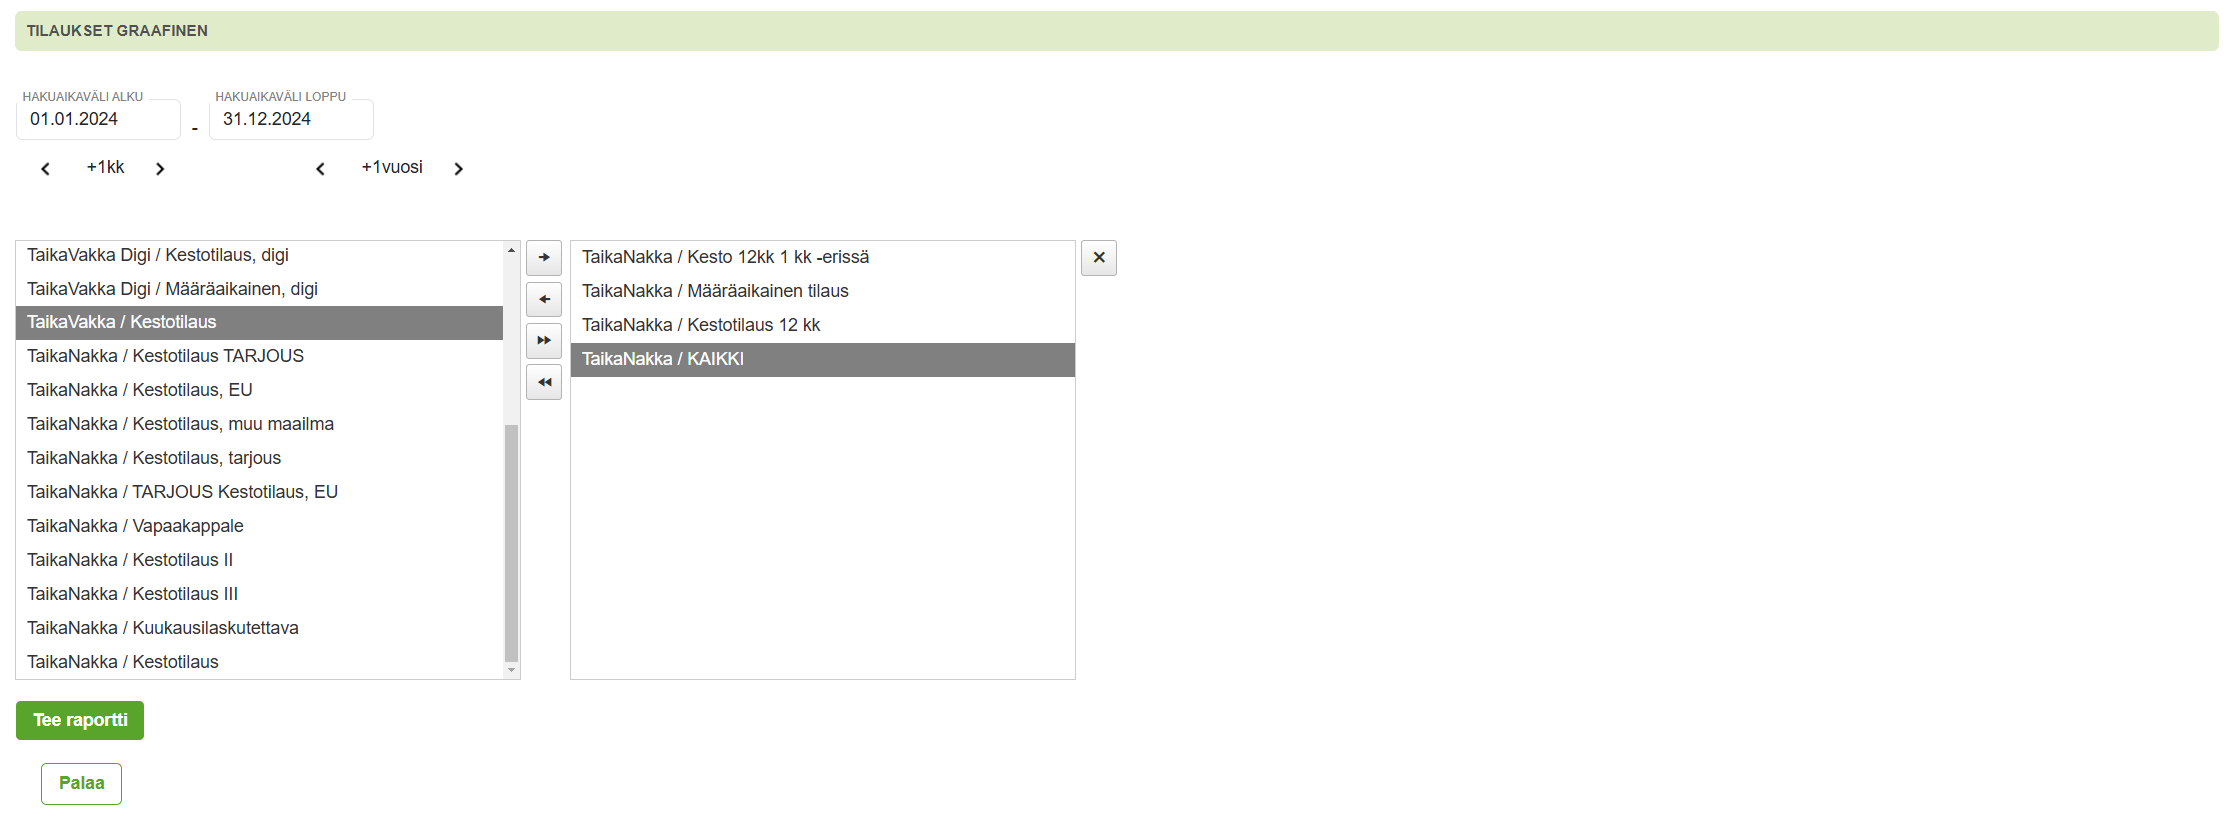 TILAUKSET GRAAFINEN
HAKUAIKAVÄLI ALKU
01.01.2024
-
HAKUAIKAVÄLI LOPPU
31.12.2024
+1kk
+1vuosi
TaikaVakka Digi / Kestotilaus, digi
TaikaVakka Digi / Määräaikainen, digi
TaikaVakka / Kestotilaus
TaikaNakka / Kestotilaus TARJOUS
TaikaNakka / Kestotilaus, EU
TaikaNakka / Kestotilaus, muu maailma
TaikaNakka / Kestotilaus, tarjous
TaikaNakka / TARJOUS Kestotilaus, EU
TaikaNakka / Vapaakappale
TaikaNakka / Kestotilaus II
TaikaNakka / Kestotilaus III
TaikaNakka / Kuukausilaskutettava
TaikaNakka / Kestotilaus
TaikaNakka / Kesto 12kk 1 kk -erissä
TaikaNakka / Määräaikainen tilaus
TaikaNakka / Kestotilaus 12 kk
TaikaNakka / KAIKKI
Tee raportti
Palaa